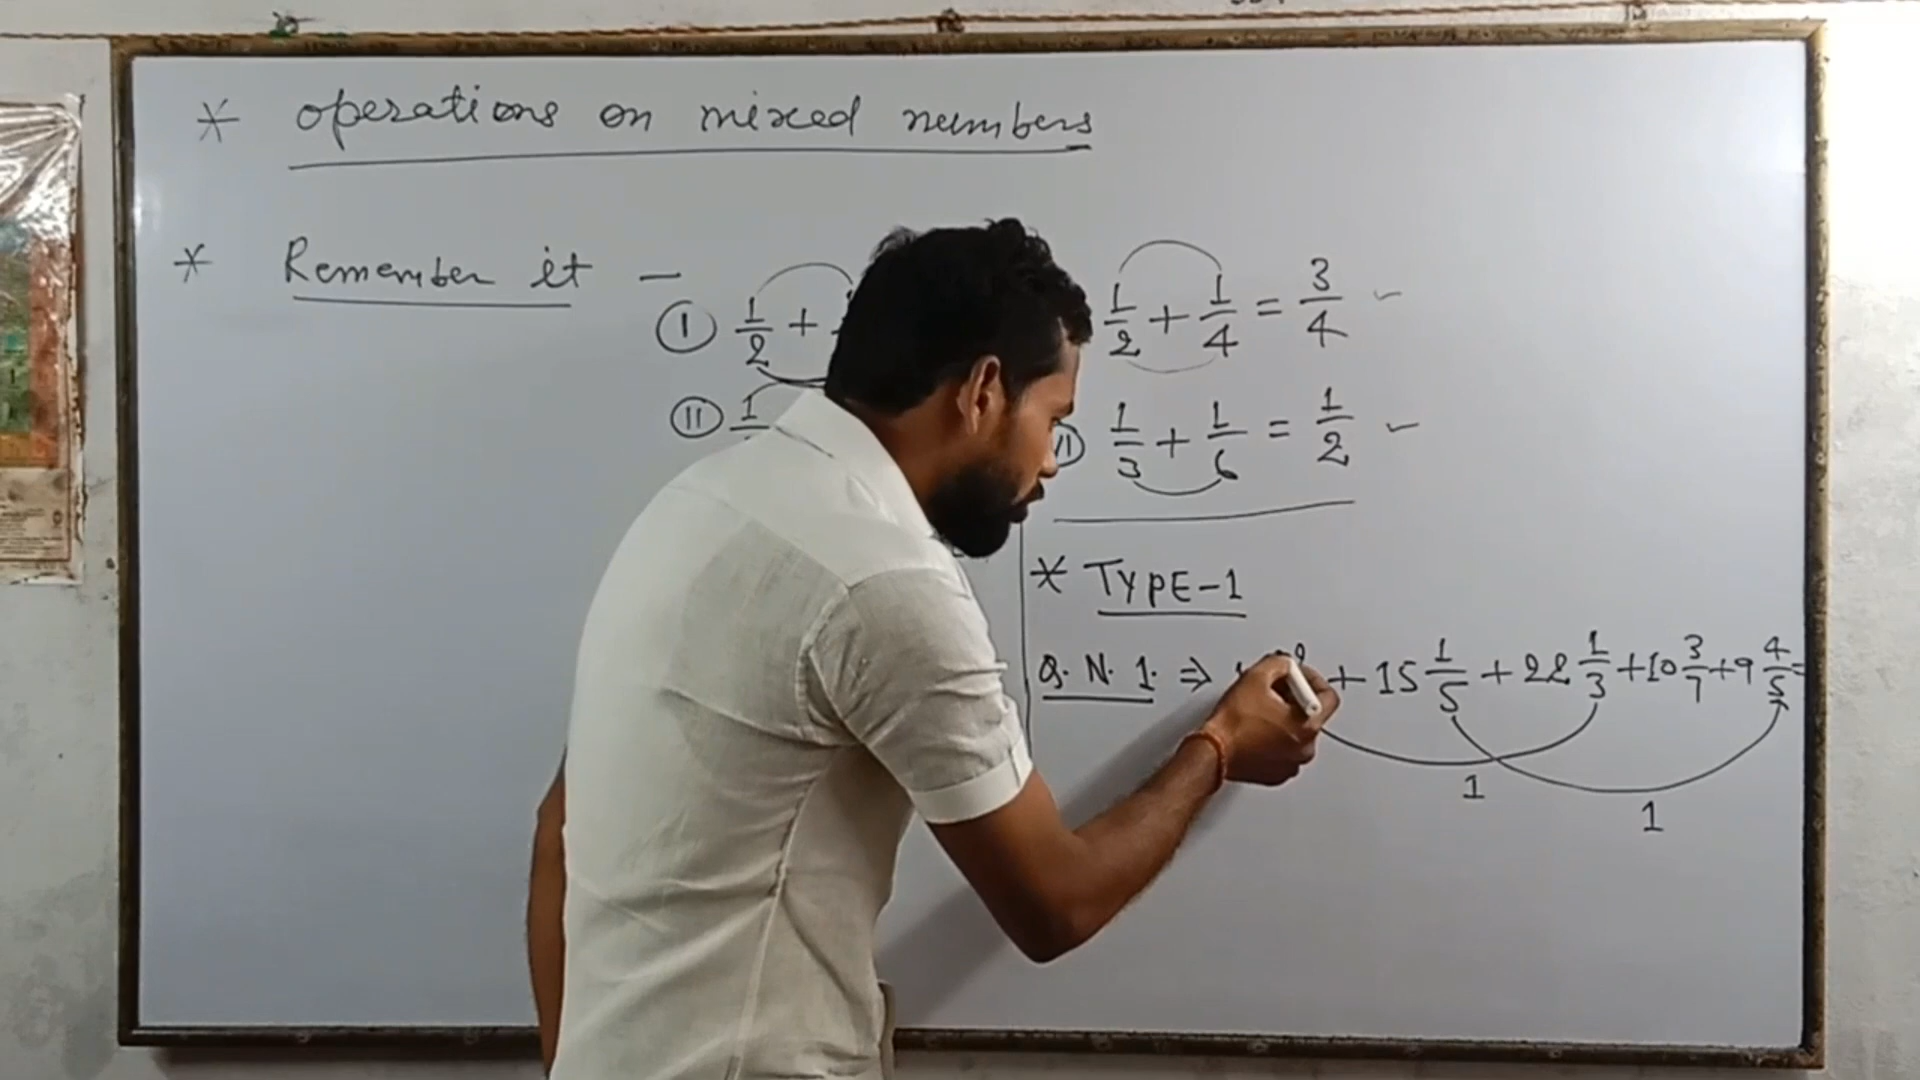 * operations on mixed numbers
* Remember it —
(I) 1/2 + 1/2 + 1/4 = 3/4
(II) 1 1/3 + 1/6 = 1/2
* TYPE-1
Q. N. 1. ⇒ + 15 1/5 + 22 1/3 + 10 3/7 + 9 4/5 =
1
1